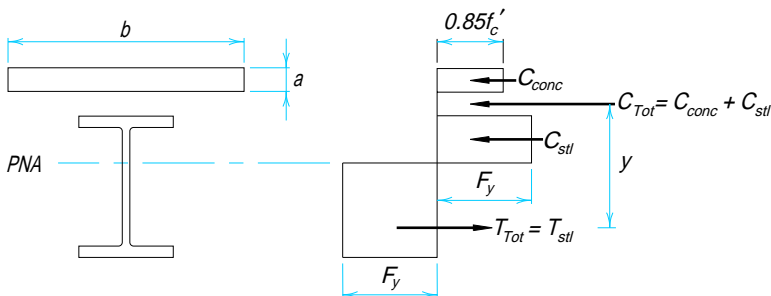 b
0.85f_c′
a
C_conc
C_Tot = C_conc + C_stl
C_stl
PNA
y
F_y
T_Tot = T_stl
F_y